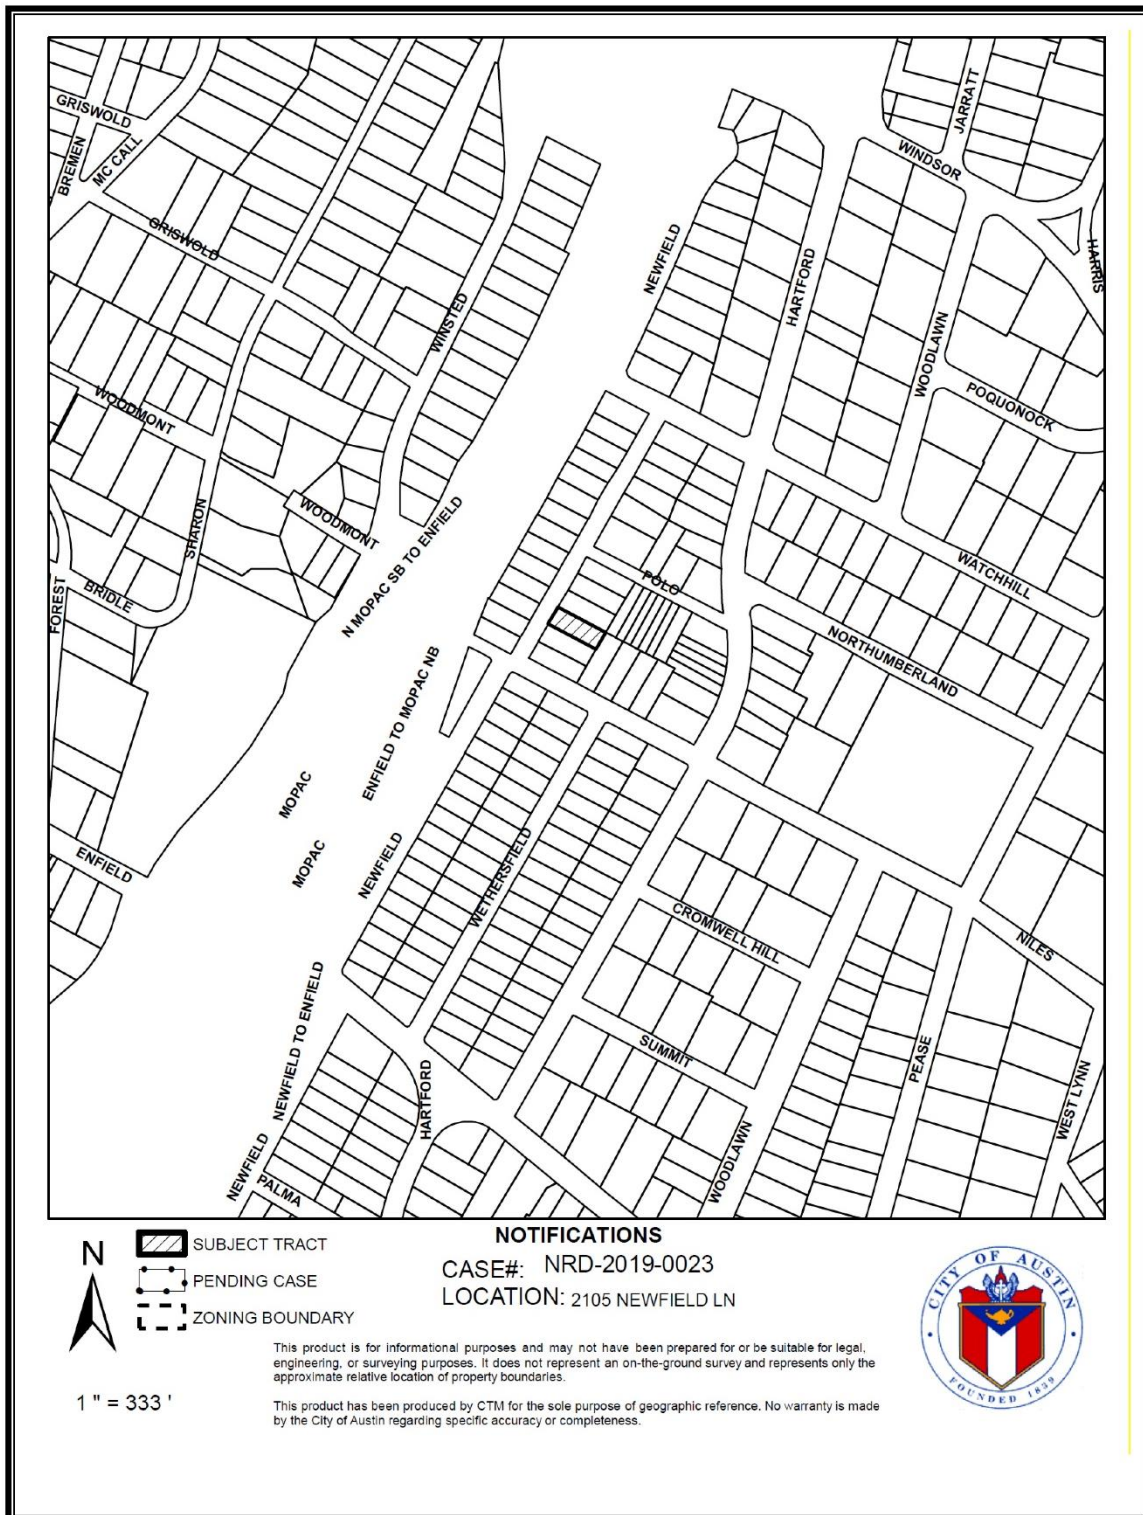 GRISWOLD
BREMEN
MC CALL
GRISWOLD
WINSTED
NEWFIELD
HARTFORD
WINDSOR
JARRATT
HARRIS
WOODLAWN
POQUONOCK
WOODMONT
SHARON
WOODMONT
N MOPAC SB TO ENFIELD
POLO
WATCHHILL
FOREST
BRIDLE
NORTHUMBERLAND
ENFIELD TO MOPAC NB
MOPAC
MOPAC
ENFIELD
NEWFIELD
WETHERSFIELD
CROMWELL HILL
NILES
NEWFIELD TO ENFIELD
SUMMIT
PEASE
HARTFORD
WEST LYNN
NEWFIELD
PALMA
WOODLAWN
N
SUBJECT TRACT
PENDING CASE
ZONING BOUNDARY
1 " = 333 '
NOTIFICATIONS
CASE#: NRD-2019-0023
LOCATION: 2105 NEWFIELD LN
This product is for informational purposes and may not have been prepared for or be suitable for legal,
engineering, or surveying purposes. It does not represent an on-the-ground survey and represents only the
approximate relative location of property boundaries.
This product has been produced by CTM for the sole purpose of geographic reference. No warranty is made
by the City of Austin regarding specific accuracy or completeness.
CITY OF AUSTIN
FOUNDED 1839